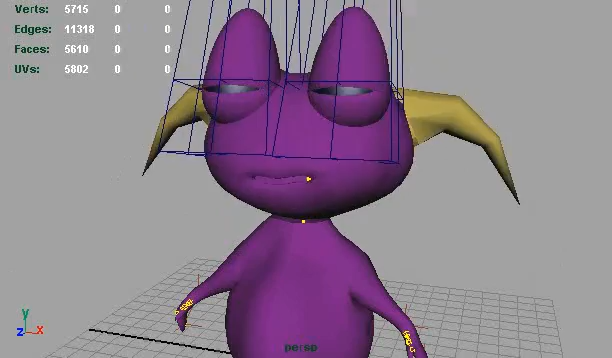 Verts: 5715 0 0
Edges: 11318 0 0
Faces: 5610 0 0
UVs: 5802 0 0
y
z x
persp